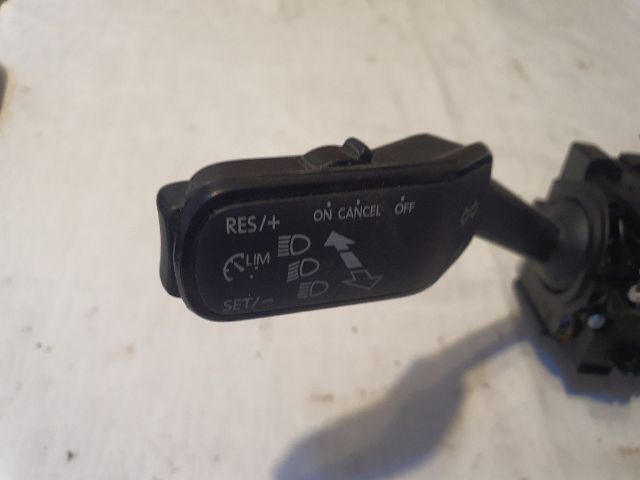 RES/+ ON CANCEL OFF
LIM
SET/-